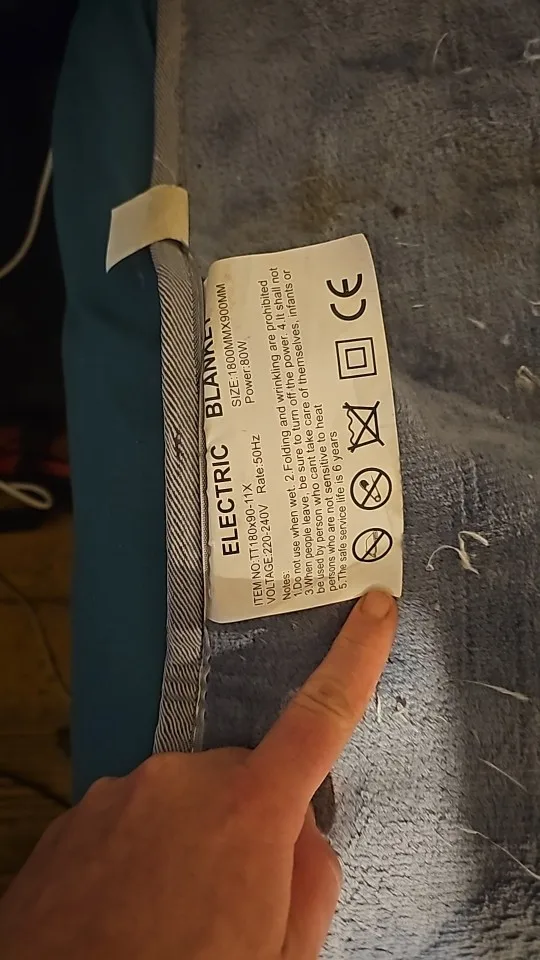 ELECTRIC BLANKET
ITEM NO:TT180x90-11X SIZE:1800MMX900MM
VOLTAGE:220-240V Rate:50Hz Power:80W
Notes:
1.Do not use when wet. 2.Folding and wrinkling are prohibited
3.When people leave, be sure to turn off the power. 4.It shall not
be used by person who cant take care of themselves, infants or
persons who are not sensitive to heat
5.The safe service life is 6 years
CE